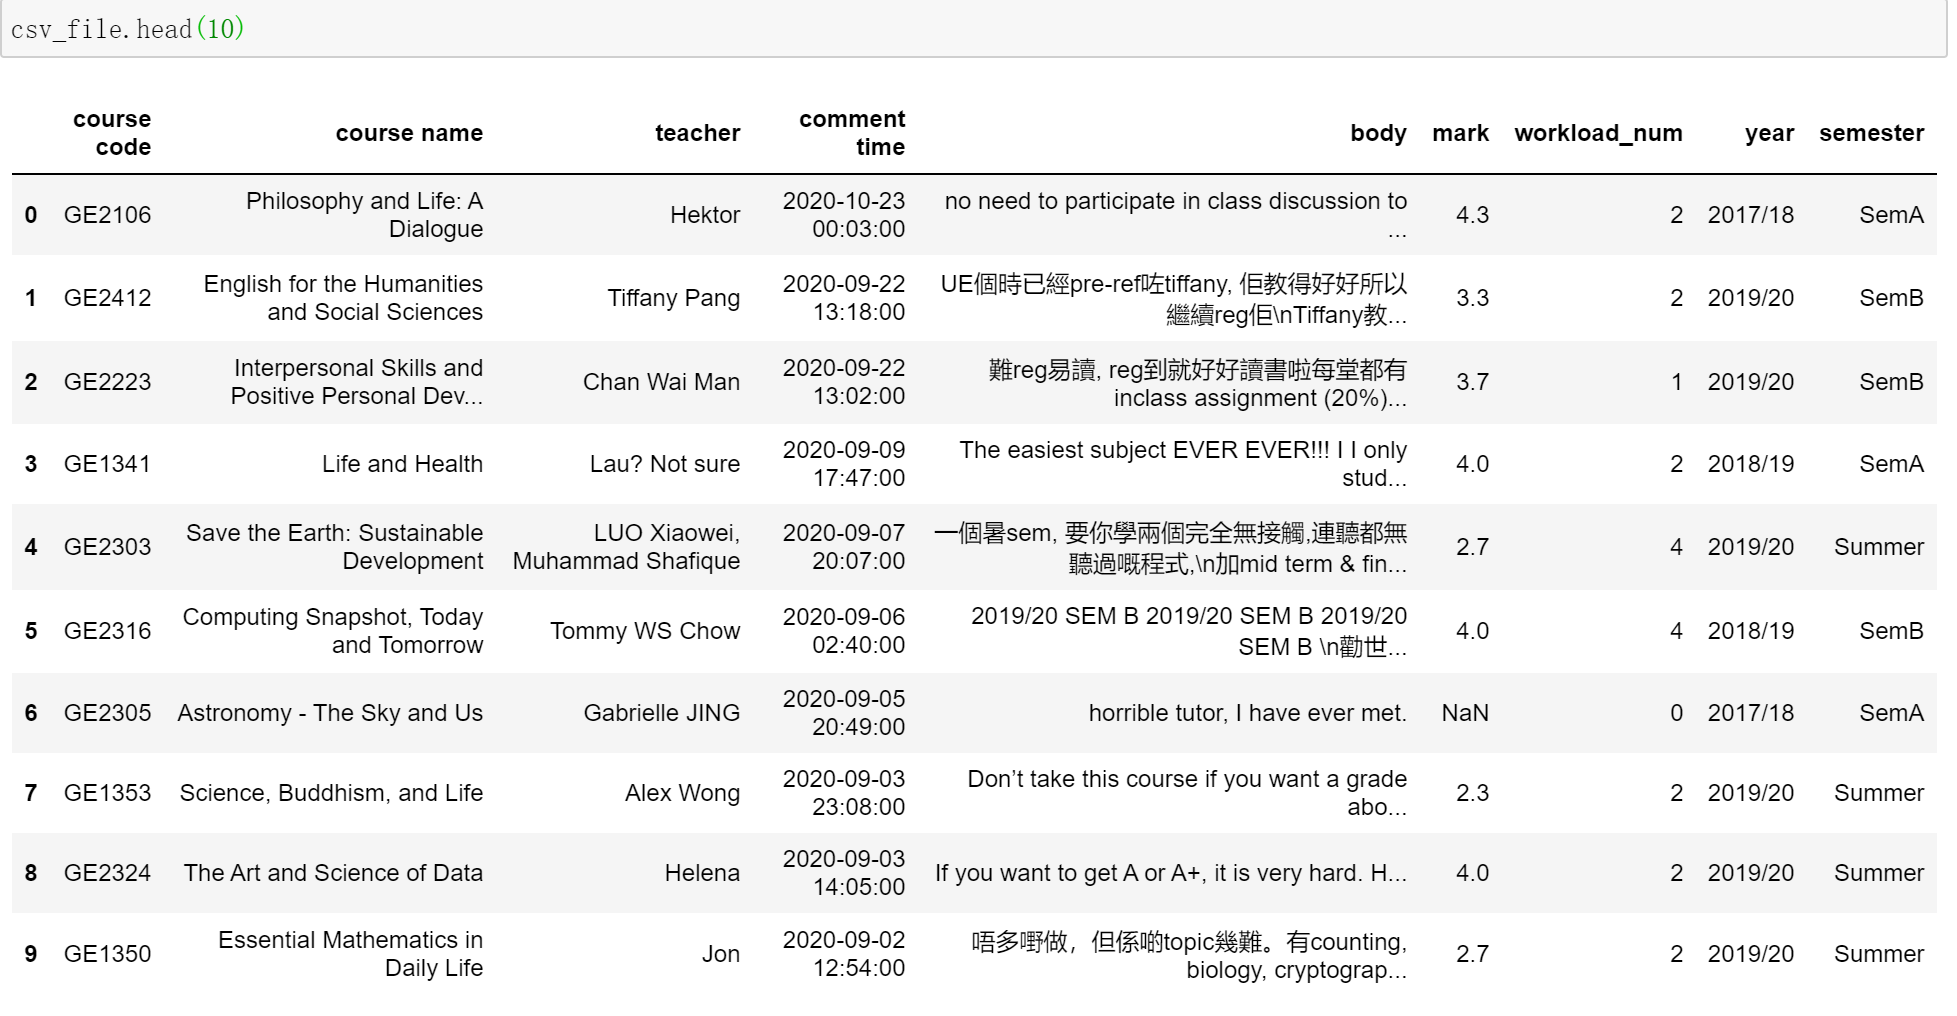 csv_file.head(10)
course code course name teacher comment time body mark workload_num year semester
0 GE2106 Philosophy and Life: A Dialogue Hektor 2020-10-23 00:03:00 no need to participate in class discussion to ... 4.3 2 2017/18 SemA
1 GE2412 English for the Humanities and Social Sciences Tiffany Pang 2020-09-22 13:18:00 UE個時已經pre-ref咗tiffany, 佢教得好好所以繼續reg佢\nTiffany教... 3.3 2 2019/20 SemB
2 GE2223 Interpersonal Skills and Positive Personal Dev... Chan Wai Man 2020-09-22 13:02:00 難reg易讀, reg到就好好讀書啦每堂都有inclass assignment (20%)... 3.7 1 2019/20 SemB
3 GE1341 Life and Health Lau? Not sure 2020-09-09 17:47:00 The easiest subject EVER EVER!!! I I only stud... 4.0 2 2018/19 SemA
4 GE2303 Save the Earth: Sustainable Development LUO Xiaowei, Muhammad Shafique 2020-09-07 20:07:00 一個暑sem, 要你學兩個完全無接觸,連聽都無聽過嘅程式,\n加mid term & fin... 2.7 4 2019/20 Summer
5 GE2316 Computing Snapshot, Today and Tomorrow Tommy WS Chow 2020-09-06 02:40:00 2019/20 SEM B 2019/20 SEM B 2019/20 SEM B \n勸世... 4.0 4 2018/19 SemB
6 GE2305 Astronomy - The Sky and Us Gabrielle JING 2020-09-05 20:49:00 horrible tutor, I have ever met. NaN 0 2017/18 SemA
7 GE1353 Science, Buddhism, and Life Alex Wong 2020-09-03 23:08:00 Don’t take this course if you want a grade abo... 2.3 2 2019/20 Summer
8 GE2324 The Art and Science of Data Helena 2020-09-03 14:05:00 If you want to get A or A+, it is very hard. H... 4.0 2 2019/20 Summer
9 GE1350 Essential Mathematics in Daily Life Jon 2020-09-02 12:54:00 唔多嘢做，但係啲topic幾難。有counting, biology, cryptograp... 2.7 2 2019/20 Summer